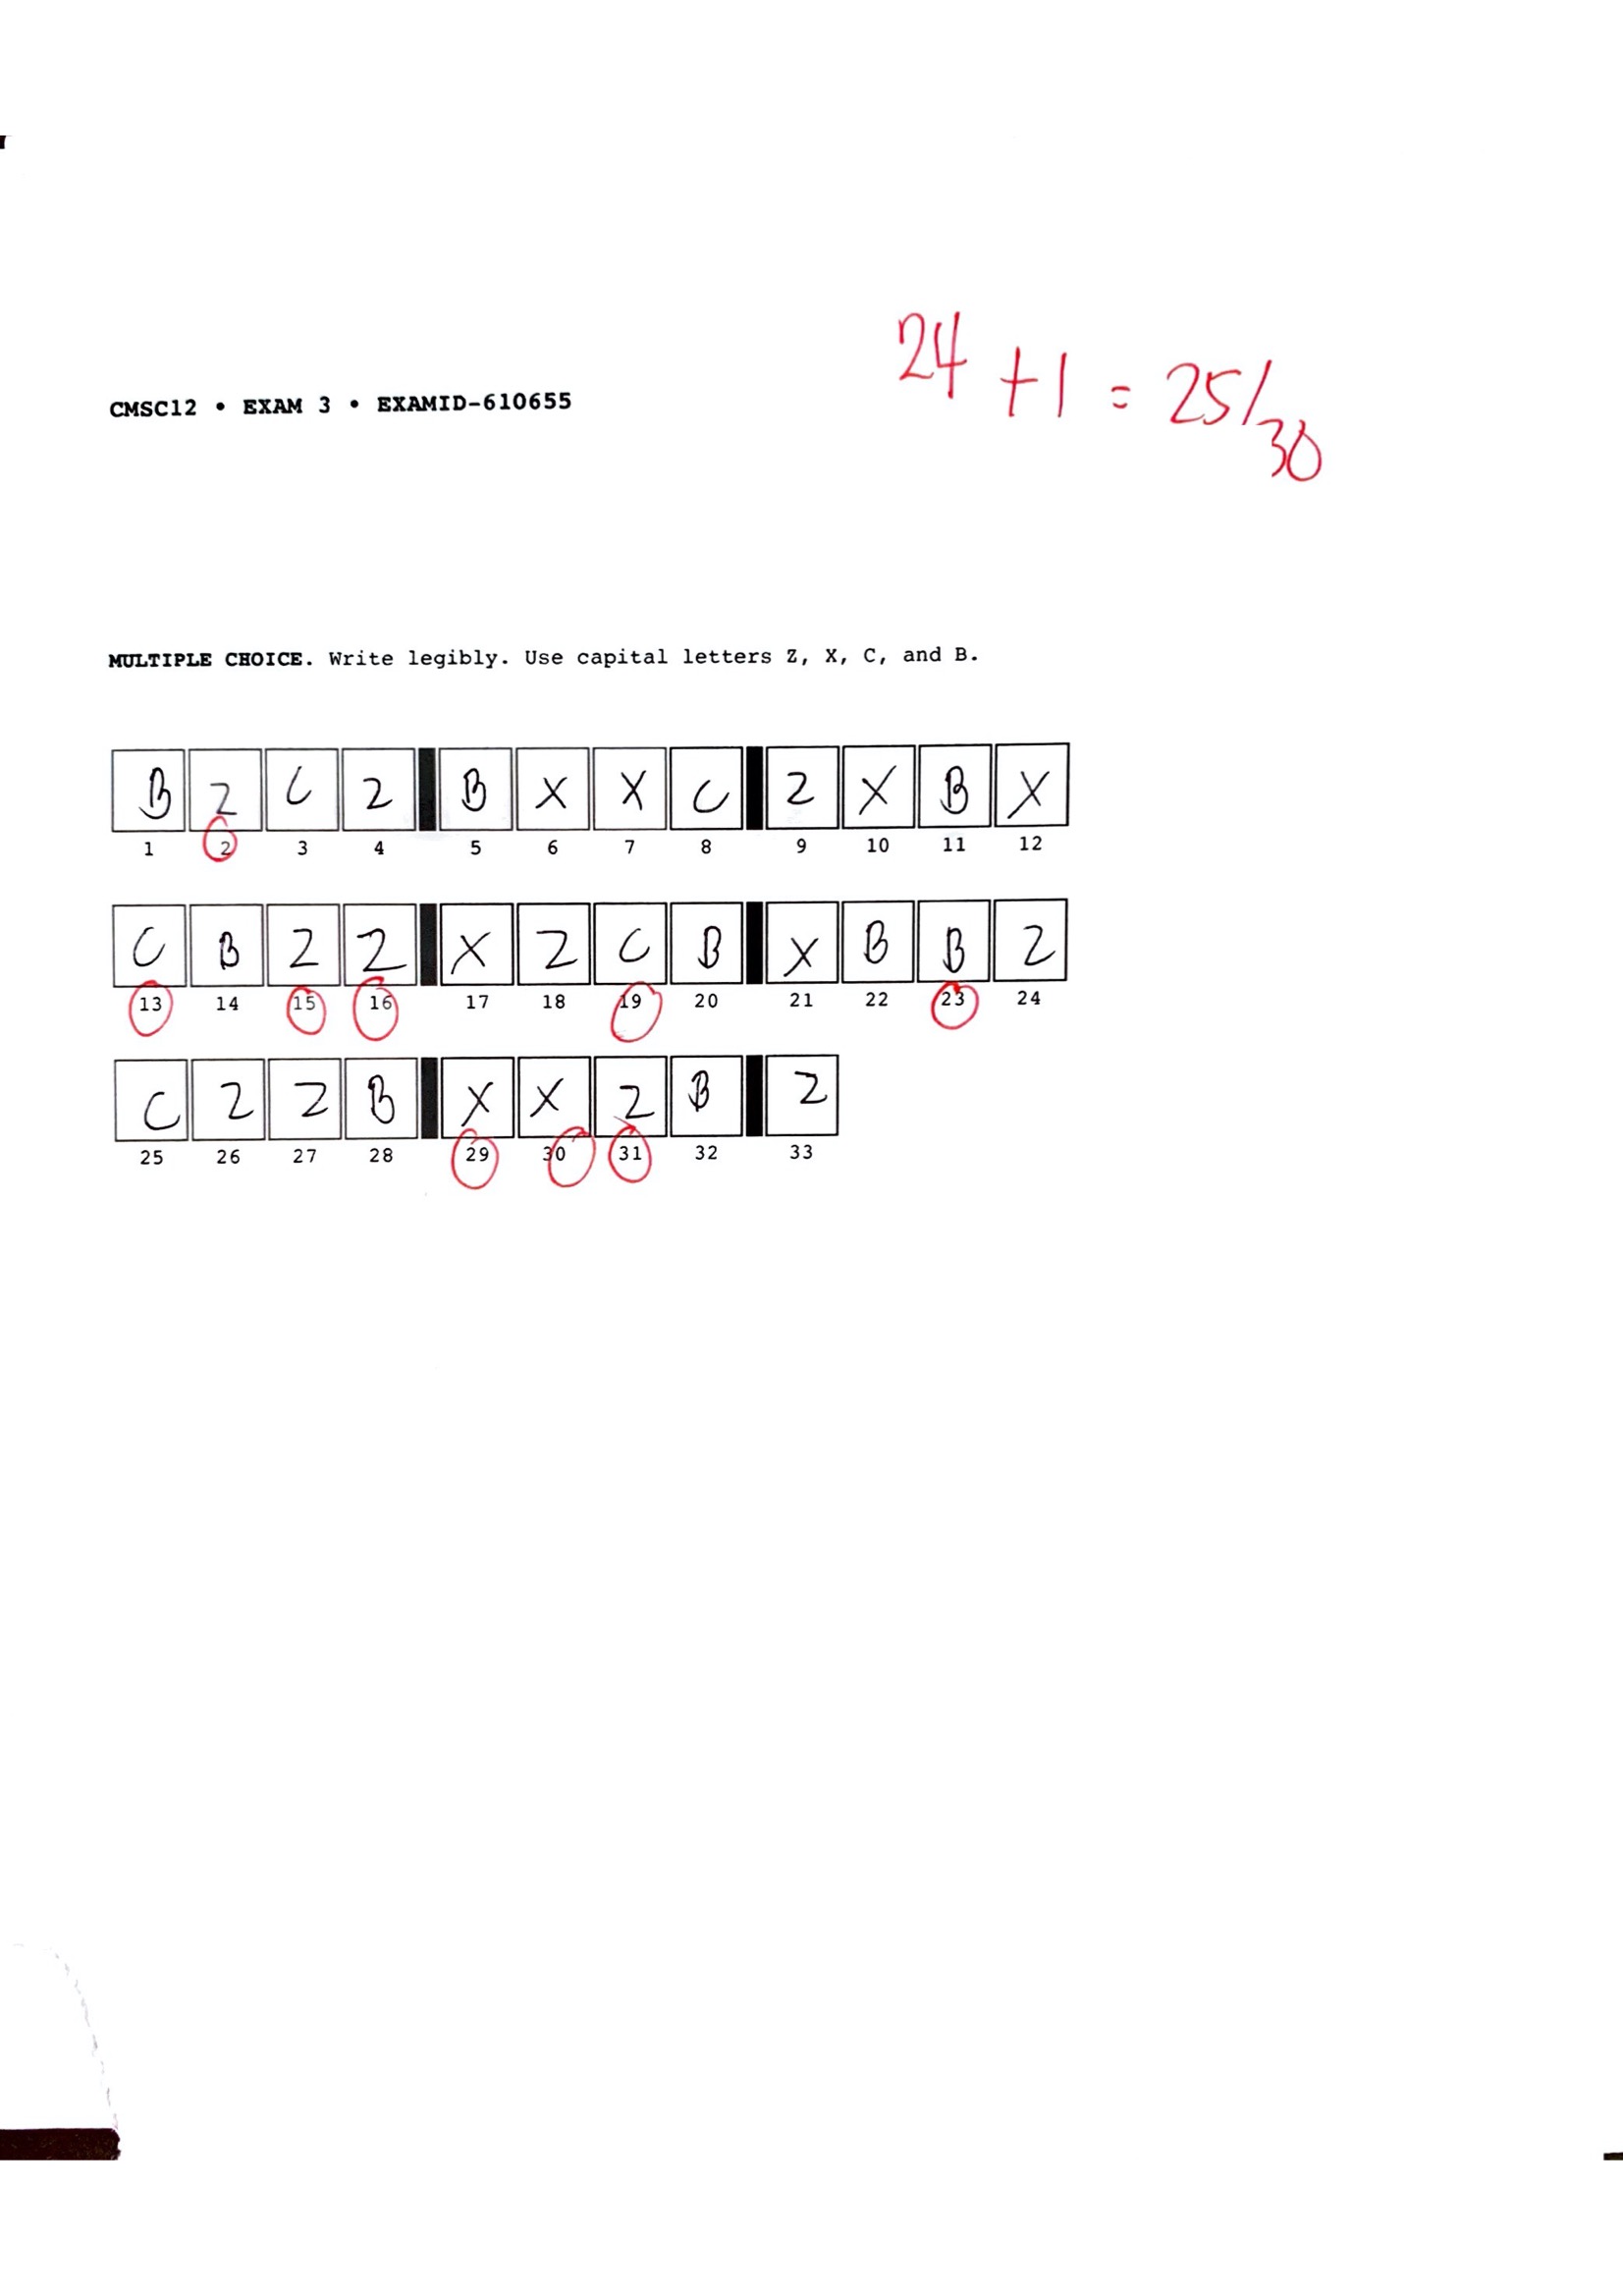 24 + 1 = 25/30
CMSC12 • EXAM 3 • EXAMID-610655
MULTIPLE CHOICE. Write legibly. Use capital letters Z, X, C, and B.
B Z C Z B X X C Z X B X
1 2 3 4 5 6 7 8 9 10 11 12
C B Z Z X Z C B X B B Z
13 14 15 16 17 18 19 20 21 22 23 24
C Z Z B X X Z B Z
25 26 27 28 29 30 31 32 33